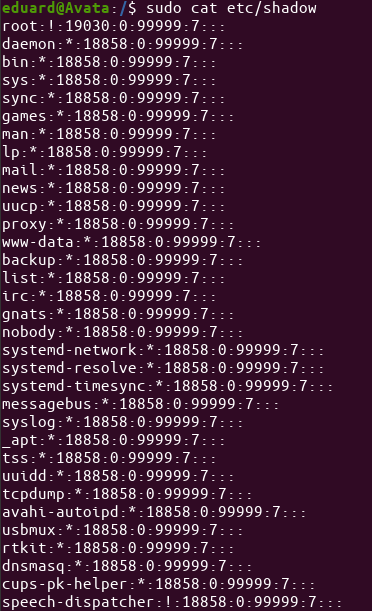 eduard@Avata:/$ sudo cat etc/shadow
root:!:19030:0:99999:7:::
daemon:*:18858:0:99999:7:::
bin:*:18858:0:99999:7:::
sys:*:18858:0:99999:7:::
sync:*:18858:0:99999:7:::
games:*:18858:0:99999:7:::
man:*:18858:0:99999:7:::
lp:*:18858:0:99999:7:::
mail:*:18858:0:99999:7:::
news:*:18858:0:99999:7:::
uucp:*:18858:0:99999:7:::
proxy:*:18858:0:99999:7:::
www-data:*:18858:0:99999:7:::
backup:*:18858:0:99999:7:::
list:*:18858:0:99999:7:::
irc:*:18858:0:99999:7:::
gnats:*:18858:0:99999:7:::
nobody:*:18858:0:99999:7:::
systemd-network:*:18858:0:99999:7:::
systemd-resolve:*:18858:0:99999:7:::
systemd-timesync:*:18858:0:99999:7:::
messagebus:*:18858:0:99999:7:::
syslog:*:18858:0:99999:7:::
_apt:*:18858:0:99999:7:::
tss:*:18858:0:99999:7:::
uuidd:*:18858:0:99999:7:::
tcpdump:*:18858:0:99999:7:::
avahi-autoipd:*:18858:0:99999:7:::
usbmux:*:18858:0:99999:7:::
rtkit:*:18858:0:99999:7:::
dnsmasq:*:18858:0:99999:7:::
cups-pk-helper:*:18858:0:99999:7:::
speech-dispatcher:!:18858:0:99999:7:::